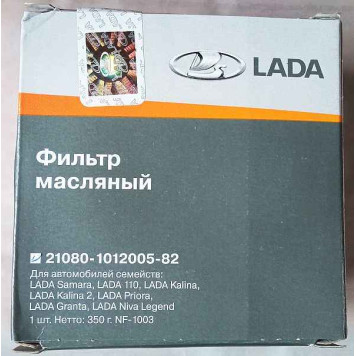 LADA
Фильтр
масляный
21080-1012005-82
Для автомобилей семейств:
LADA Samara, LADA 110, LADA Kalina,
LADA Kalina 2, LADA Priora,
LADA Granta, LADA Niva Legend
1 шт. Нетто: 350 г. NF-1003